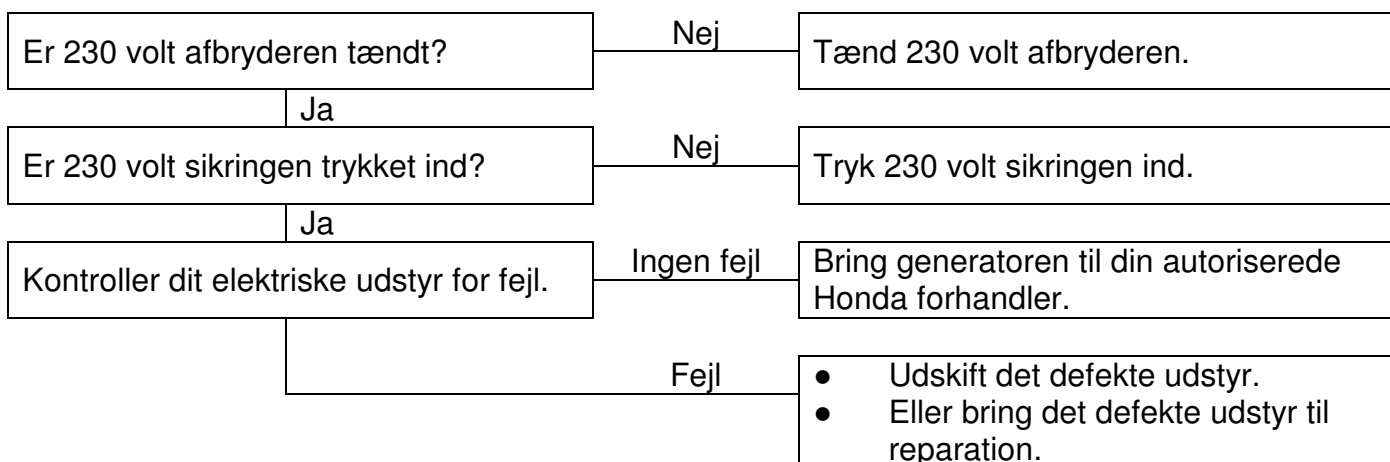 Er 230 volt afbryderen tændt?
Nej
Tænd 230 volt afbryderen.
Ja
Er 230 volt sikringen trykket ind?
Nej
Tryk 230 volt sikringen ind.
Ja
Kontroller dit elektriske udstyr for fejl.
Ingen fejl
Bring generatoren til din autoriserede
Honda forhandler.
Fejl
● Udskift det defekte udstyr.
● Eller bring det defekte udstyr til
reparation.